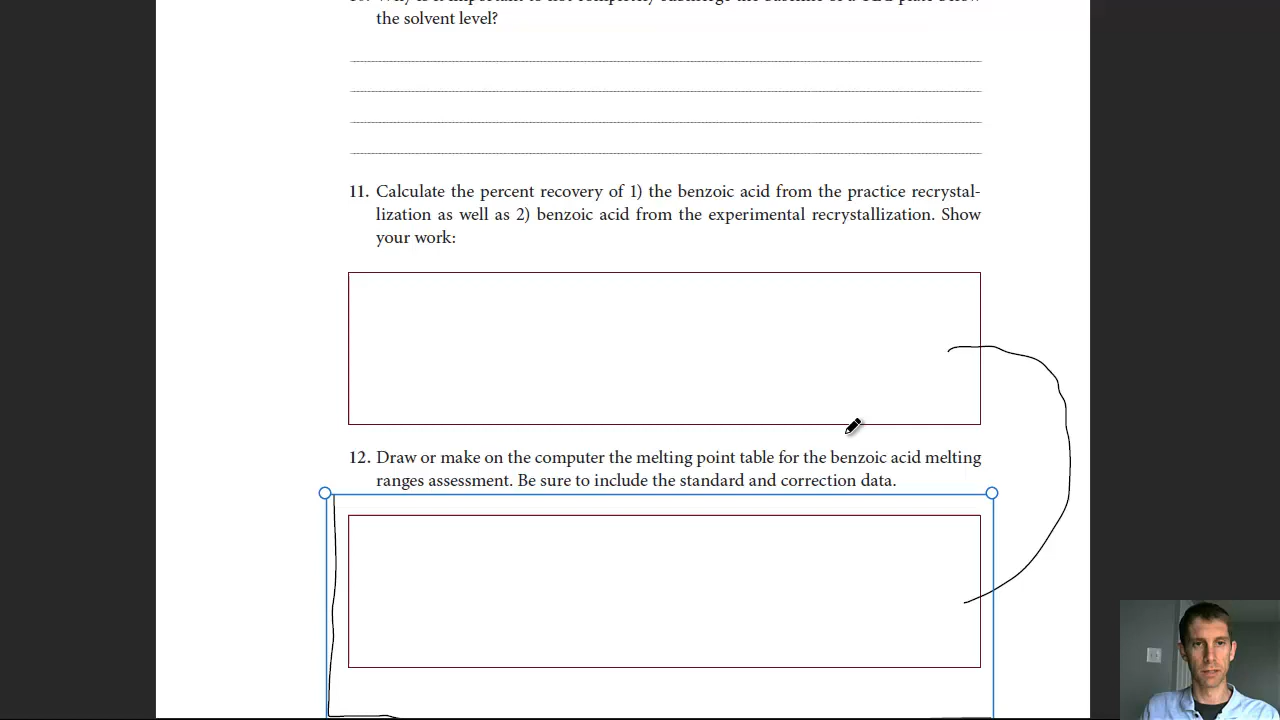 the solvent level?
11. Calculate the percent recovery of 1) the benzoic acid from the practice recrystal-
lization as well as 2) benzoic acid from the experimental recrystallization. Show
your work:
12. Draw or make on the computer the melting point table for the benzoic acid melting
ranges assessment. Be sure to include the standard and correction data.